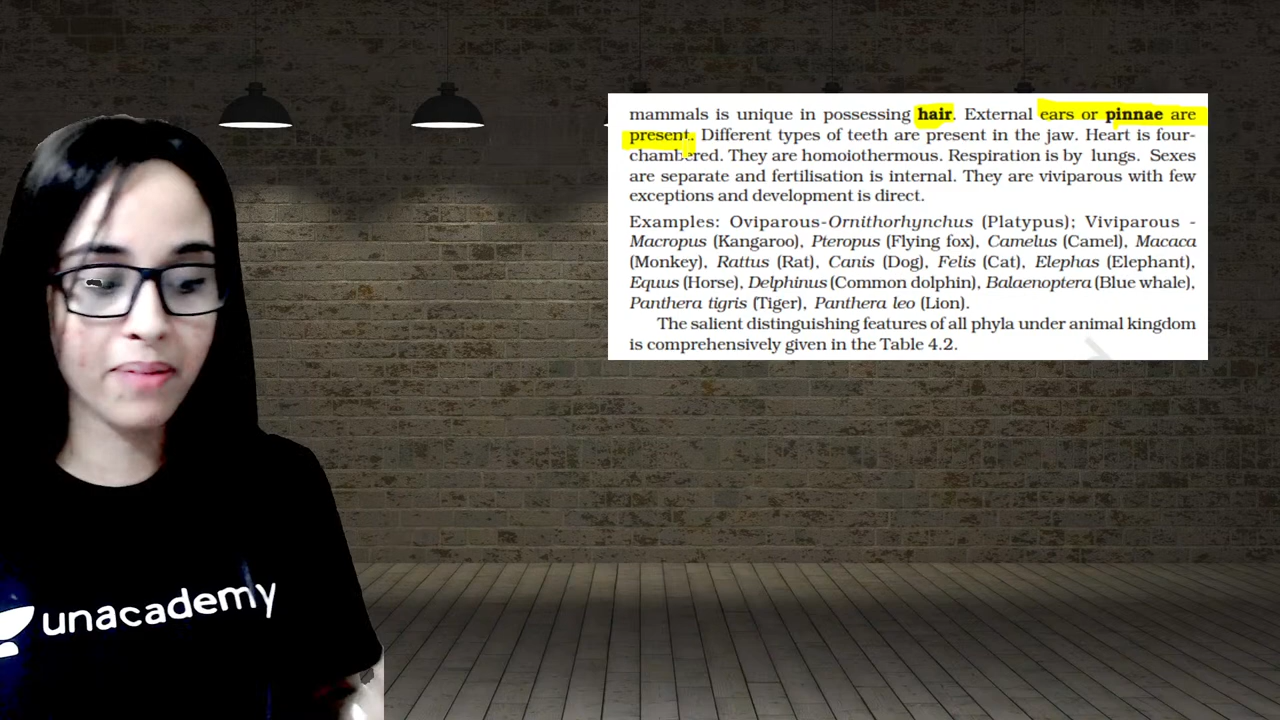 mammals is unique in possessing hair. External ears or pinnae are
present. Different types of teeth are present in the jaw. Heart is four-
chambered. They are homoiothermous. Respiration is by lungs. Sexes
are separate and fertilisation is internal. They are viviparous with few
exceptions and development is direct.
Examples: Oviparous-Ornithorhynchus (Platypus); Viviparous -
Macropus (Kangaroo), Pteropus (Flying fox), Camelus (Camel), Macaca
(Monkey), Rattus (Rat), Canis (Dog), Felis (Cat), Elephas (Elephant),
Equus (Horse), Delphinus (Common dolphin), Balaenoptera (Blue whale),
Panthera tigris (Tiger), Panthera leo (Lion).
The salient distinguishing features of all phyla under animal kingdom
is comprehensively given in the Table 4.2.
unacademy